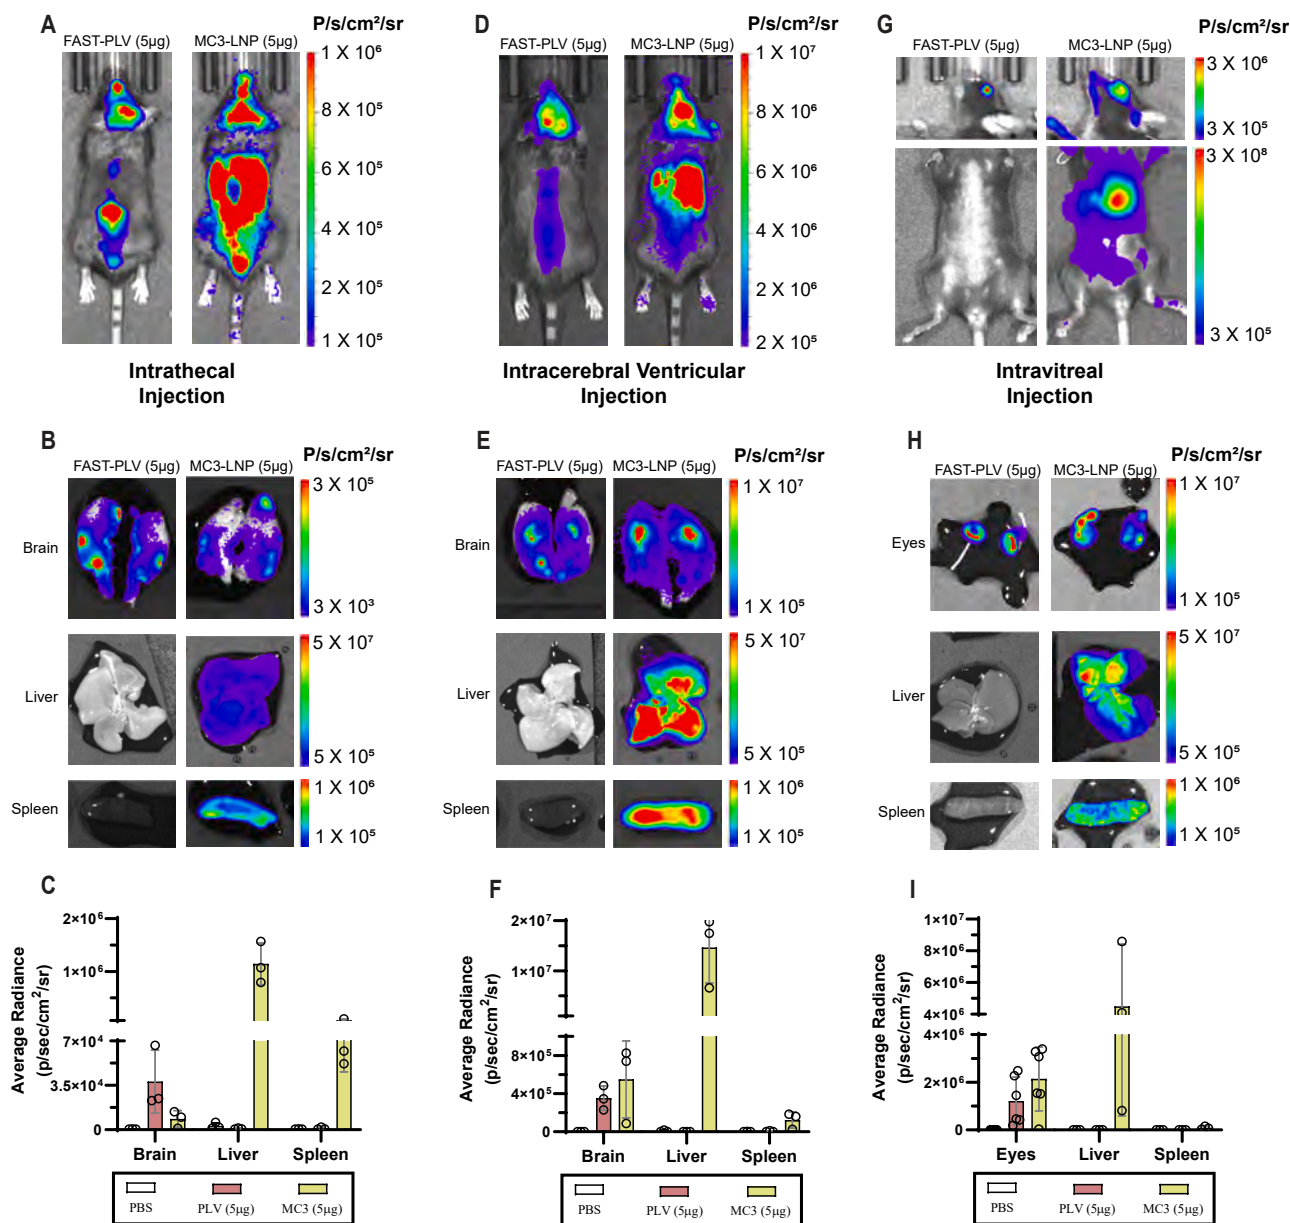 A
P/s/cm²/sr
FAST-PLV (5µg) MC3-LNP (5µg)
1 X 10⁶
8 X 10⁵
6 X 10⁵
4 X 10⁵
2 X 10⁵
1 X 10⁵
Intrathecal
Injection
D
P/s/cm²/sr
FAST-PLV (5µg) MC3-LNP (5µg)
1 X 10⁷
8 X 10⁶
6 X 10⁶
4 X 10⁶
2 X 10⁶
2 X 10⁵
Intracerebral Ventricular
Injection
G
P/s/cm²/sr
FAST-PLV (5µg) MC3-LNP (5µg)
3 X 10⁶
3 X 10⁵
3 X 10⁸
3 X 10⁵
Intravitreal
Injection
B
P/s/cm²/sr
FAST-PLV (5µg) MC3-LNP (5µg)
Brain
3 X 10⁵
3 X 10³
Liver
5 X 10⁷
5 X 10⁵
Spleen
1 X 10⁶
1 X 10⁵
E
P/s/cm²/sr
FAST-PLV (5µg) MC3-LNP (5µg)
Brain
1 X 10⁷
1 X 10⁵
Liver
5 X 10⁷
5 X 10⁵
Spleen
1 X 10⁶
1 X 10⁵
H
P/s/cm²/sr
FAST-PLV (5µg) MC3-LNP (5µg)
Eyes
1 X 10⁷
1 X 10⁵
Liver
5 X 10⁷
5 X 10⁵
Spleen
1 X 10⁶
1 X 10⁵
C
Average Radiance
(p/sec/cm²/sr)
2×10⁶
1×10⁶
7×10⁴
3.5×10⁴
0
Brain Liver Spleen
PBS PLV (5µg) MC3 (5µg)
F
Average Radiance
(p/sec/cm²/sr)
2×10⁷
1×10⁷
8×10⁵
4×10⁵
0
Brain Liver Spleen
PBS PLV (5µg) MC3 (5µg)
I
Average Radiance
(p/sec/cm²/sr)
1×10⁷
8×10⁶
6×10⁶
4×10⁶
4×10⁶
2×10⁶
0
Eyes Liver Spleen
PBS PLV (5µg) MC3 (5µg)